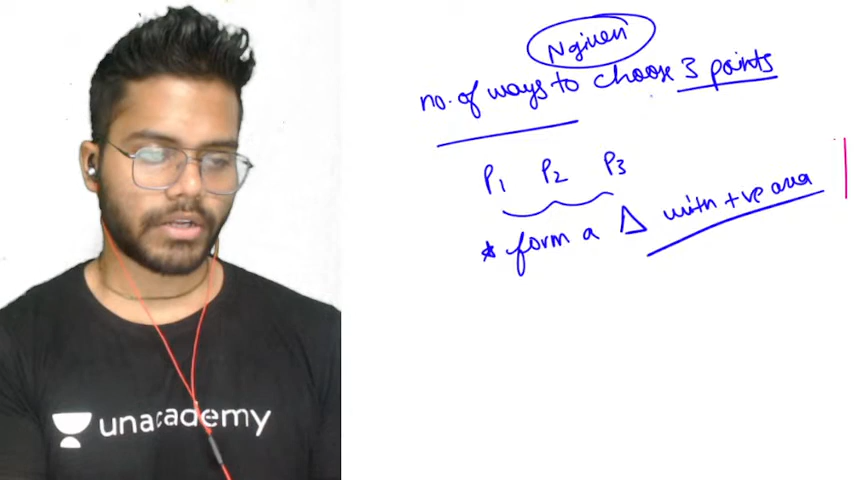 N given
no. of ways to choose 3 points
P1 P2 P3
* form a Δ with +ve area
unacademy